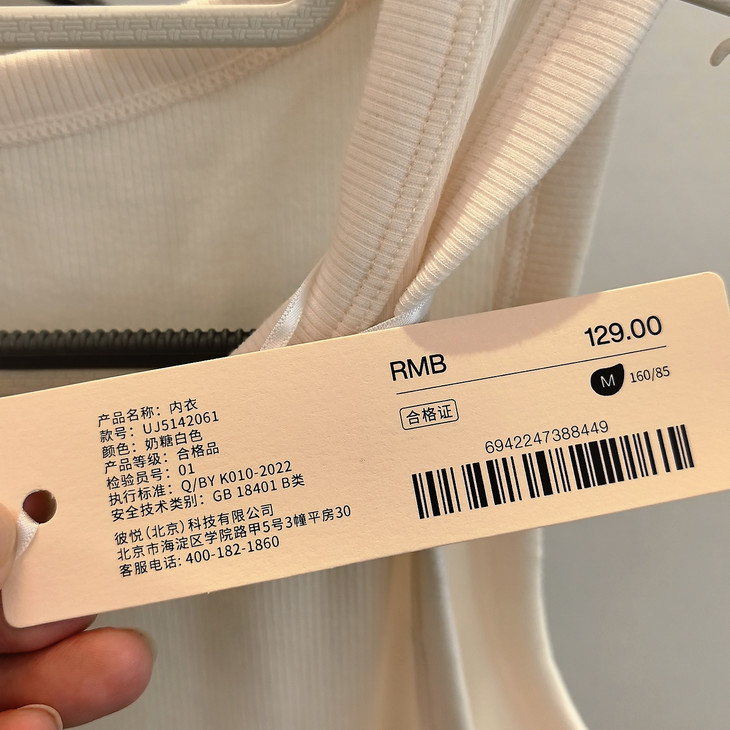 产品名称：内衣
款号：UJ5142061
颜色：奶糖白色
产品等级：合格品
检验员号：01
执行标准：Q/BY K010-2022
安全技术类别：GB 18401 B类
彼悦（北京）科技有限公司
北京市海淀区学院路甲5号3幢平房30
客服电话：400-182-1860
RMB 129.00
合格证 M 160/85
6942247388449